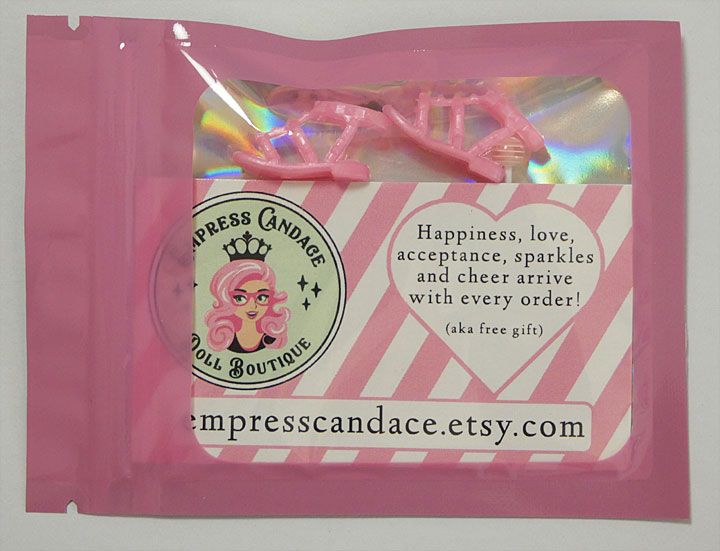 EMPRESS CANDACE
DOLL BOUTIQUE
Happiness, love,
acceptance, sparkles
and cheer arrive
with every order!
(aka free gift)
empresscandace.etsy.com